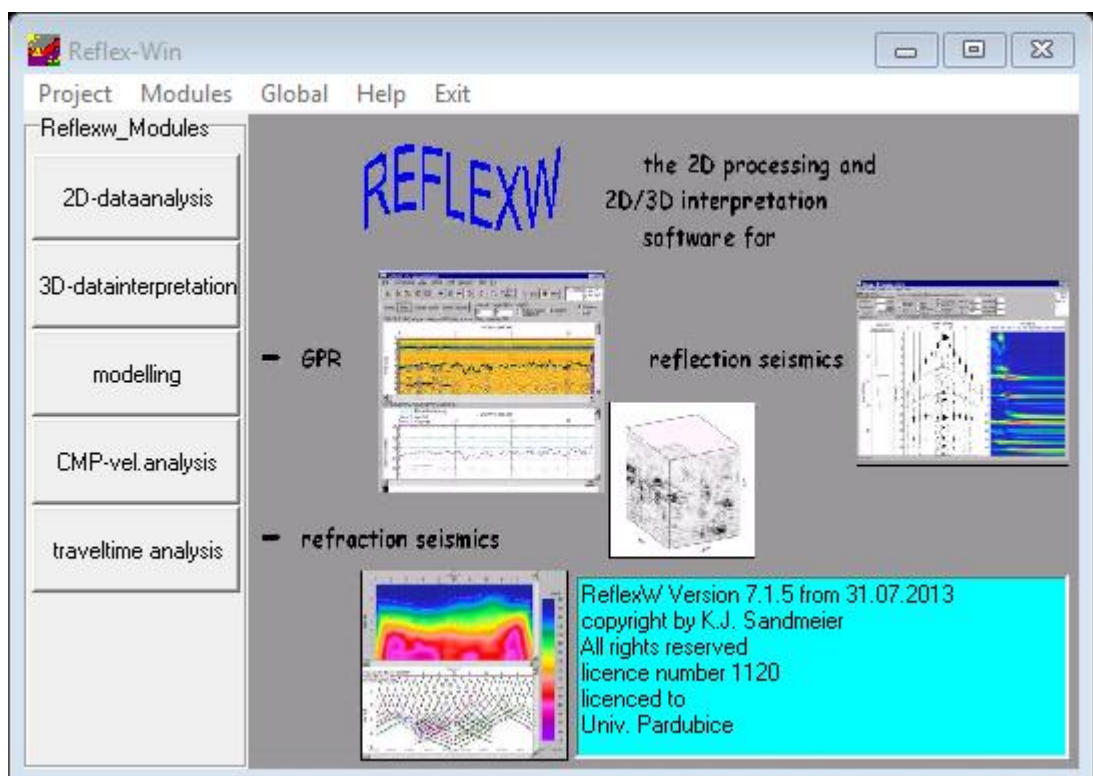 Reflex-Win
Project Modules Global Help Exit
Reflexw_Modules
2D-dataanalysis
3D-datainterpretation
modelling
CMP-vel.analysis
traveltime analysis
REFLEXW
the 2D processing and
2D/3D interpretation
software for
- GPR
reflection seismics
- refraction seismics
ReflexW Version 7.1.5 from 31.07.2013
copyright by K.J. Sandmeier
All rights reserved
licence number 1120
licenced to
Univ. Pardubice